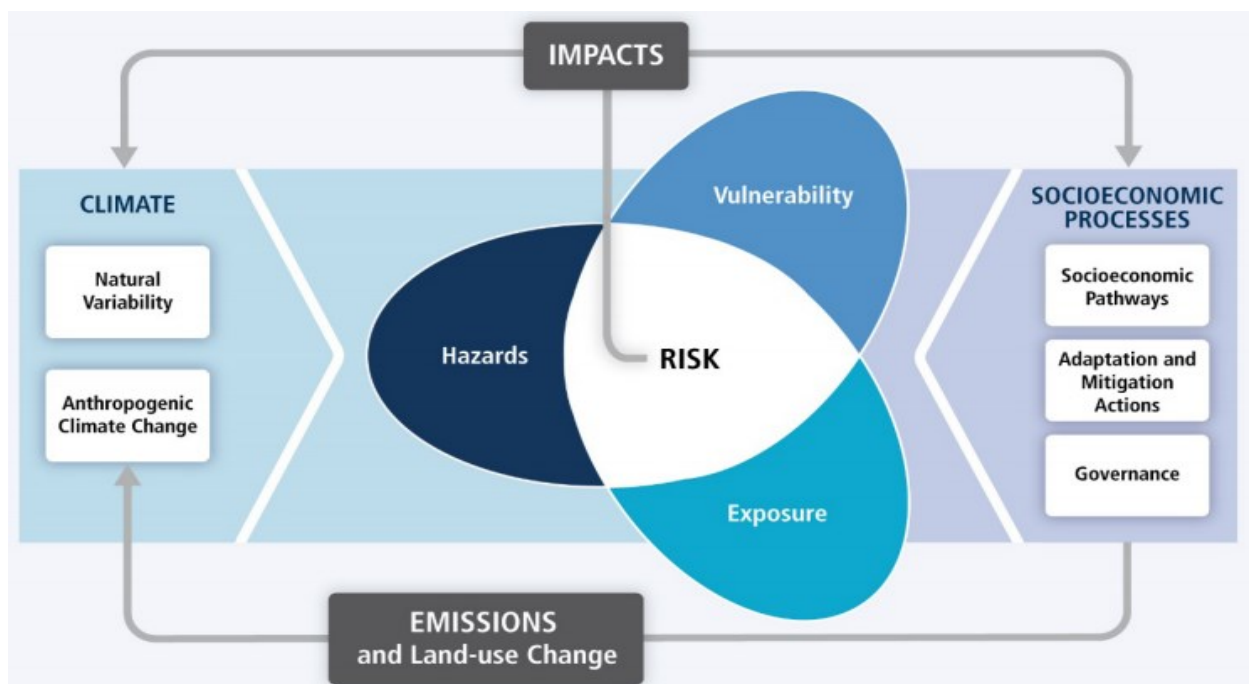 IMPACTS
CLIMATE
Natural
Variability
Anthropogenic
Climate Change
Hazards
Vulnerability
RISK
Exposure
SOCIOECONOMIC
PROCESSES
Socioeconomic
Pathways
Adaptation and
Mitigation
Actions
Governance
EMISSIONS
and Land-use Change